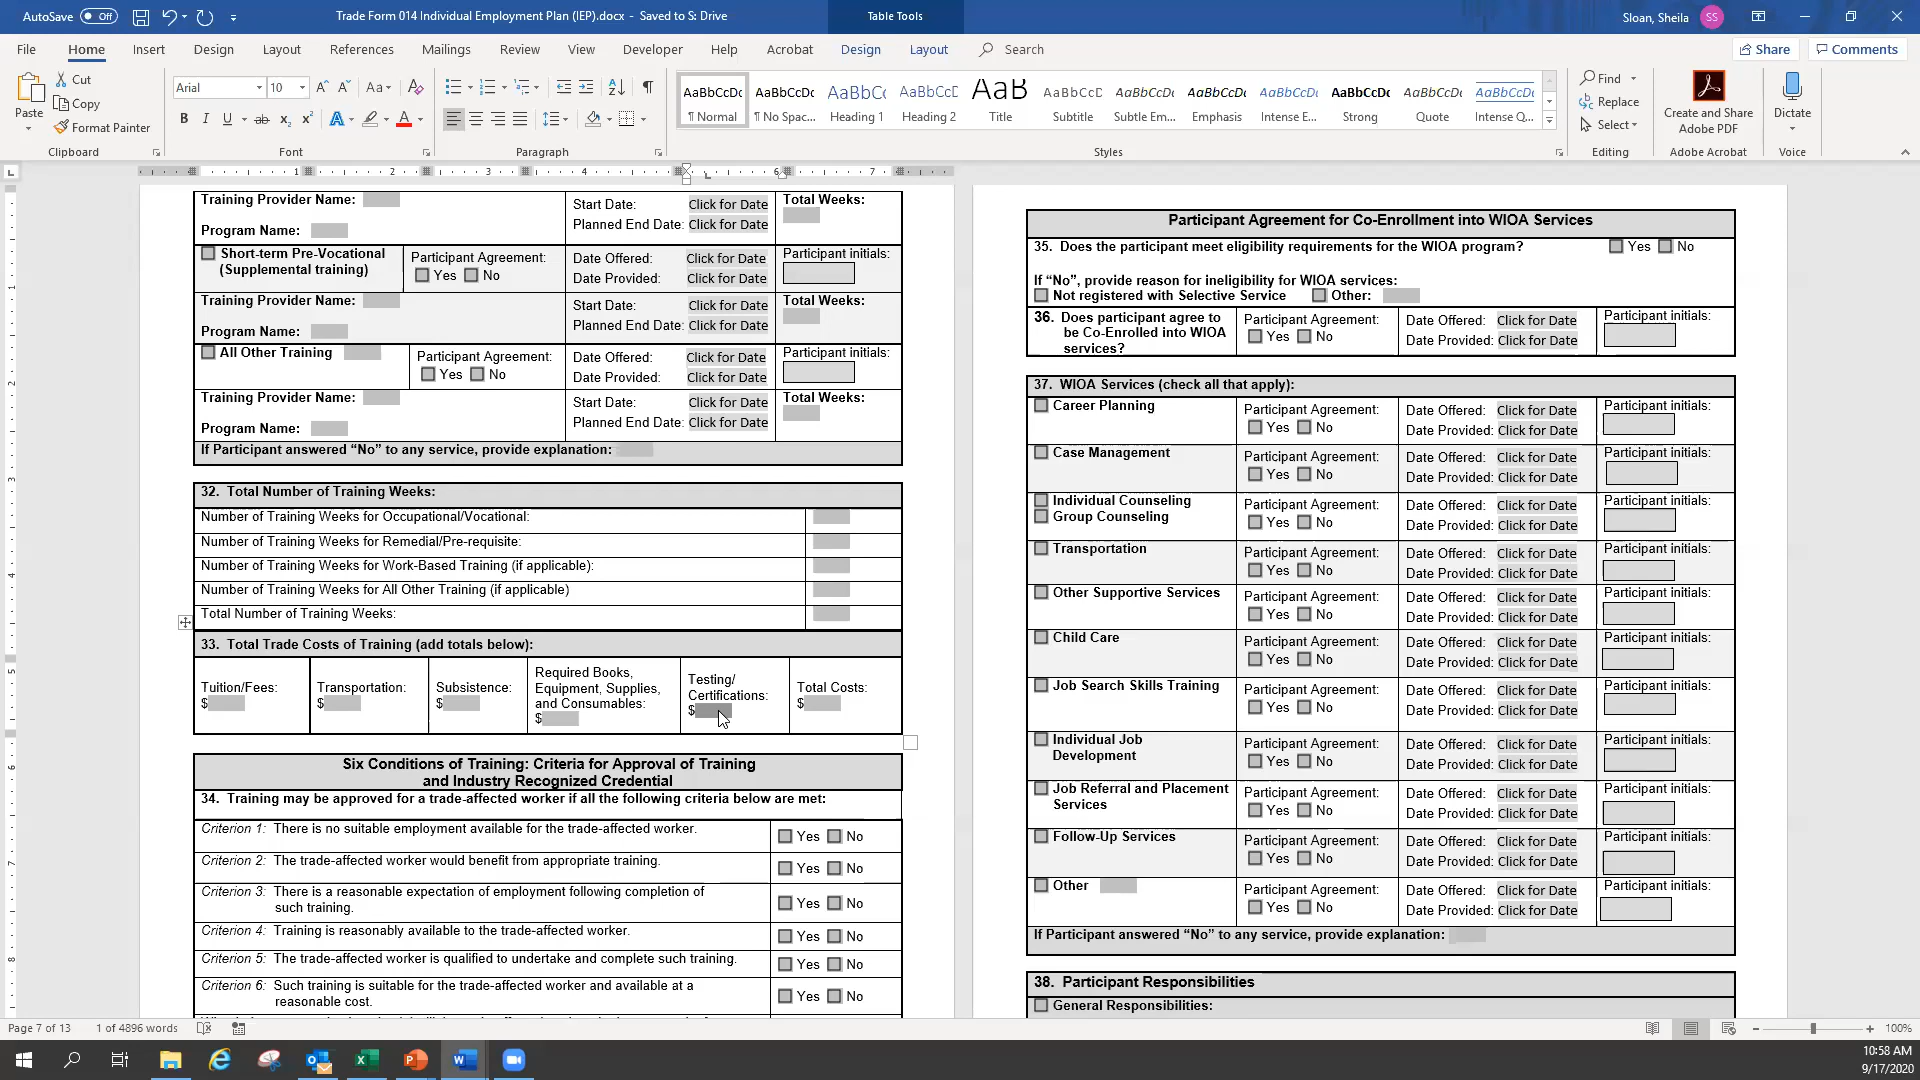 AutoSave Off
Trade Form 014 Individual Employment Plan (IEP).docx - Saved to S: Drive
Table Tools
Sloan, Sheila SS
File Home Insert Design Layout References Mailings Review View Developer Help Acrobat Design Layout Search
Share Comments
Paste
Cut
Copy
Format Painter
Clipboard
Arial 10
Font
Paragraph
AaBbCcDc AaBbCcDc AaBbCc AaBbCcD AaB AaBbCcD AaBbCcDc AaBbCcDc AaBbCcDc AaBbCcDc AaBbCcDc AaBbCcDc
¶ Normal ¶ No Spac... Heading 1 Heading 2 Title Subtitle Subtle Em... Emphasis Intense E... Strong Quote Intense Q...
Styles
Find
Replace
Select
Editing
Create and Share
Adobe PDF
Adobe Acrobat
Dictate
Voice
1 2 3 4 6 7
Training Provider Name:
Program Name:
Start Date: Click for Date
Planned End Date: Click for Date
Total Weeks:
Short-term Pre-Vocational
(Supplemental training)
Participant Agreement:
Yes No
Date Offered: Click for Date
Date Provided: Click for Date
Participant initials:
Training Provider Name:
Program Name:
Start Date: Click for Date
Planned End Date: Click for Date
Total Weeks:
All Other Training
Participant Agreement:
Yes No
Date Offered: Click for Date
Date Provided: Click for Date
Participant initials:
Training Provider Name:
Program Name:
Start Date: Click for Date
Planned End Date: Click for Date
Total Weeks:
If Participant answered “No” to any service, provide explanation:
32. Total Number of Training Weeks:
Number of Training Weeks for Occupational/Vocational:
Number of Training Weeks for Remedial/Pre-requisite:
Number of Training Weeks for Work-Based Training (if applicable):
Number of Training Weeks for All Other Training (if applicable)
Total Number of Training Weeks:
33. Total Trade Costs of Training (add totals below):
Tuition/Fees:
$
Transportation:
$
Subsistence:
$
Required Books,
Equipment, Supplies,
and Consumables:
$
Testing/
Certifications:
$
Total Costs:
$
Six Conditions of Training: Criteria for Approval of Training
and Industry Recognized Credential
34. Training may be approved for a trade-affected worker if all the following criteria below are met:
Criterion 1: There is no suitable employment available for the trade-affected worker. Yes No
Criterion 2: The trade-affected worker would benefit from appropriate training. Yes No
Criterion 3: There is a reasonable expectation of employment following completion of
such training. Yes No
Criterion 4: Training is reasonably available to the trade-affected worker. Yes No
Criterion 5: The trade-affected worker is qualified to undertake and complete such training. Yes No
Criterion 6: Such training is suitable for the trade-affected worker and available at a
reasonable cost. Yes No
Participant Agreement for Co-Enrollment into WIOA Services
35. Does the participant meet eligibility requirements for the WIOA program? Yes No
If “No”, provide reason for ineligibility for WIOA services:
Not registered with Selective Service Other:
36. Does participant agree to
be Co-Enrolled into WIOA
services?
Participant Agreement:
Yes No
Date Offered: Click for Date
Date Provided: Click for Date
Participant initials:
37. WIOA Services (check all that apply):
Career Planning
Participant Agreement:
Yes No
Date Offered: Click for Date
Date Provided: Click for Date
Participant initials:
Case Management
Participant Agreement:
Yes No
Date Offered: Click for Date
Date Provided: Click for Date
Participant initials:
Individual Counseling
Group Counseling
Participant Agreement:
Yes No
Date Offered: Click for Date
Date Provided: Click for Date
Participant initials:
Transportation
Participant Agreement:
Yes No
Date Offered: Click for Date
Date Provided: Click for Date
Participant initials:
Other Supportive Services
Participant Agreement:
Yes No
Date Offered: Click for Date
Date Provided: Click for Date
Participant initials:
Child Care
Participant Agreement:
Yes No
Date Offered: Click for Date
Date Provided: Click for Date
Participant initials:
Job Search Skills Training
Participant Agreement:
Yes No
Date Offered: Click for Date
Date Provided: Click for Date
Participant initials:
Individual Job
Development
Participant Agreement:
Yes No
Date Offered: Click for Date
Date Provided: Click for Date
Participant initials:
Job Referral and Placement
Services
Participant Agreement:
Yes No
Date Offered: Click for Date
Date Provided: Click for Date
Participant initials:
Follow-Up Services
Participant Agreement:
Yes No
Date Offered: Click for Date
Date Provided: Click for Date
Participant initials:
Other
Participant Agreement:
Yes No
Date Offered: Click for Date
Date Provided: Click for Date
Participant initials:
If Participant answered “No” to any service, provide explanation:
38. Participant Responsibilities
General Responsibilities:
Page 7 of 13 1 of 4896 words
100%
10:58 AM
9/17/2020